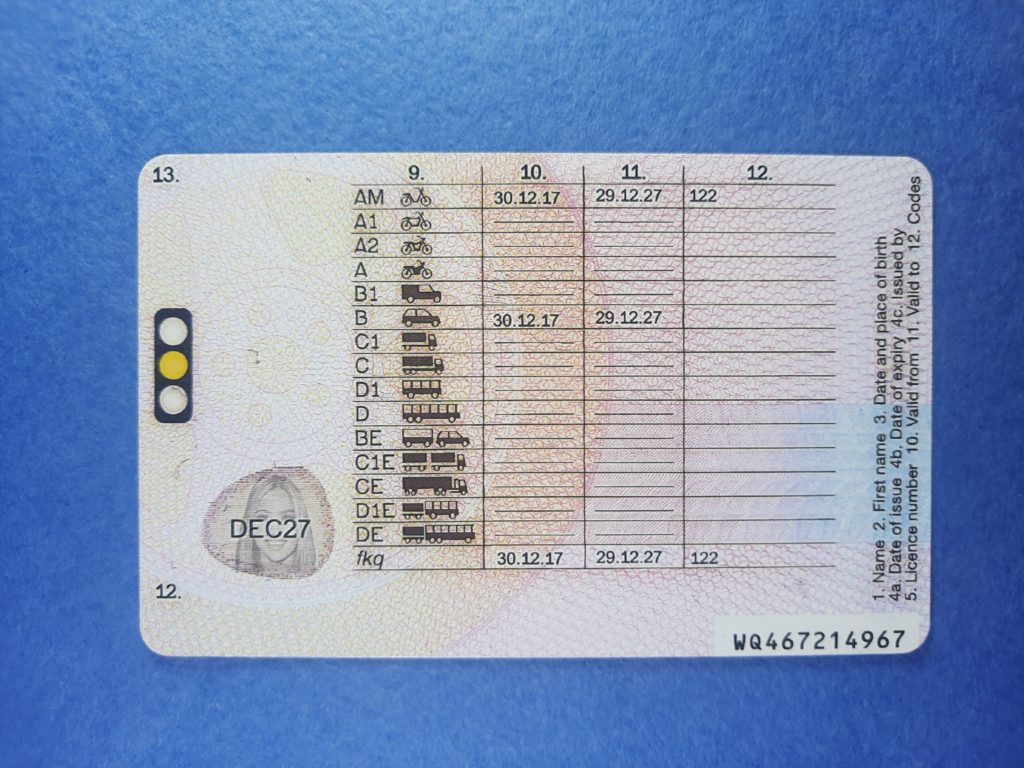 13.
9. 10. 11. 12.
AM 30.12.17 29.12.27 122
A1
A2
A
B1
B 30.12.17 29.12.27
C1
C
D1
D
BE
C1E
CE
D1E
DE
fkq 30.12.17 29.12.27 122
DEC27
12.
1. Name 2. First name 3. Date and place of birth
4a. Date of issue 4b. Date of expiry 4c. Issued by
5. Licence number 10. Valid from 11. Valid to 12. Codes
WQ467214967